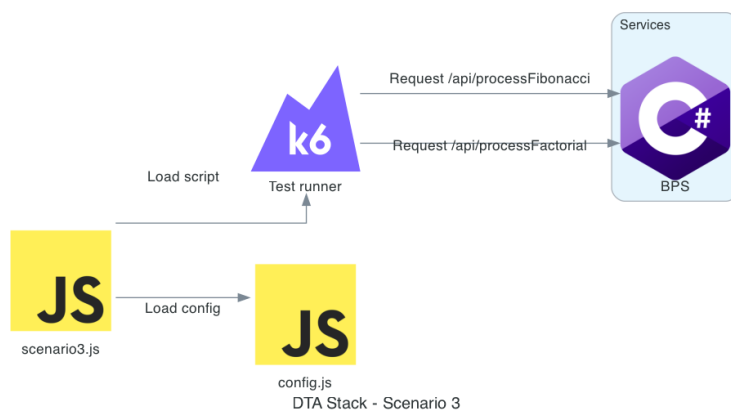 Services
Request /api/processFibonacci
C#
k6
Request /api/processFactorial
Load script
Test runner
BPS
JS
Load config
JS
scenario3.js
config.js
DTA Stack - Scenario 3